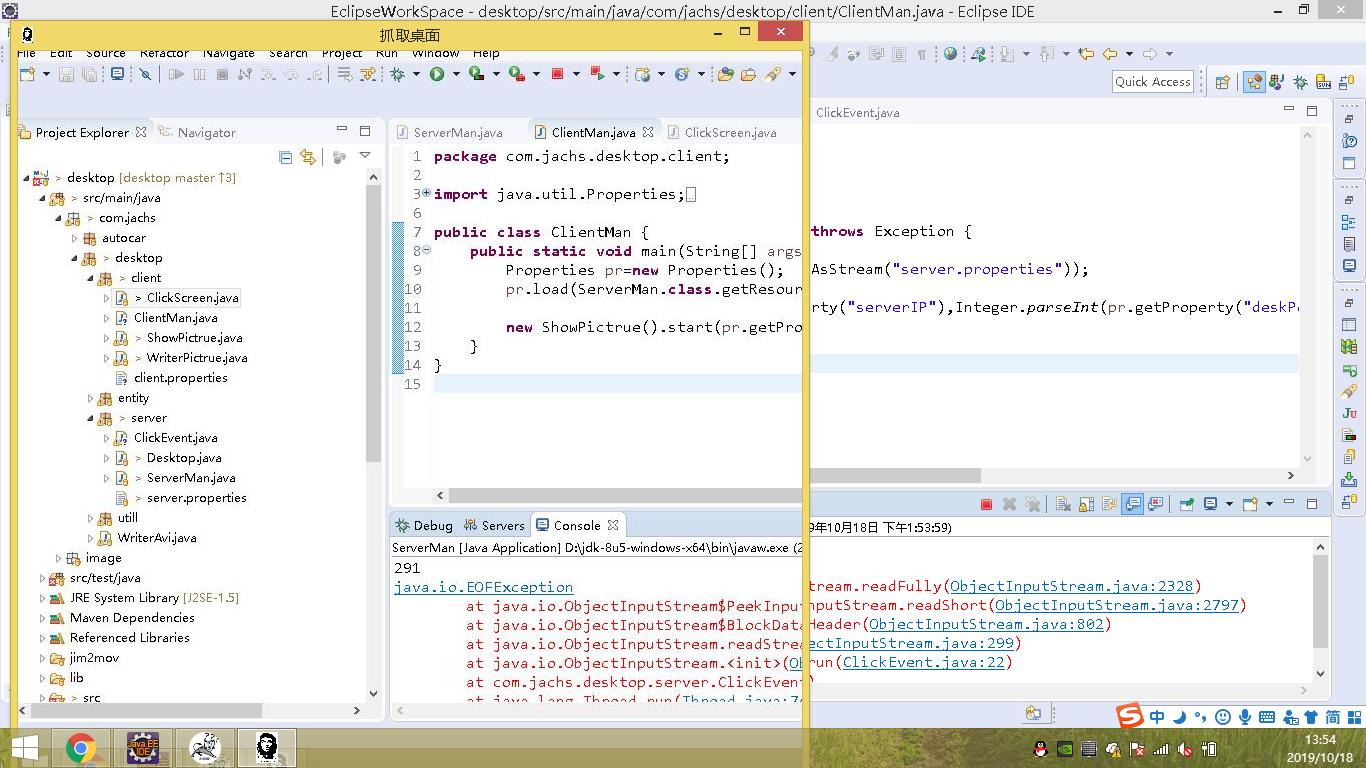 EclipseWorkSpace - desktop/src/main/java/com/jachs/desktop/client/ClientMan.java - Eclipse IDE
抓取桌面
File Edit Source Refactor Navigate Search Project Run Window Help
Quick Access
Project Explorer
Navigator
desktop [desktop master ↑3]
> src/main/java
> com.jachs
autocar
> desktop
> client
> ClickScreen.java
ClientMan.java
> ShowPictrue.java
> WriterPictrue.java
client.properties
entity
> server
ClickEvent.java
> Desktop.java
> ServerMan.java
> server.properties
utill
WriterAvi.java
image
src/test/java
JRE System Library [J2SE-1.5]
Maven Dependencies
Referenced Libraries
jim2mov
lib
> src
ServerMan.java
ClientMan.java
ClickScreen.java
ClickEvent.java
1 package com.jachs.desktop.client;
2
3 import java.util.Properties;
6
7 public class ClientMan {
8 public static void main(String[] args throws Exception {
9 Properties pr=new Properties();
10 pr.load(ServerMan.class.getResour AsStream("server.properties"));
11
12 new ShowPictrue().start(pr.getPro rty("serverIP"),Integer.parseInt(pr.getProperty("deskP
13 }
14 }
15
Debug
Servers
Console
ServerMan [Java Application] D:\jdk-8u5-windows-x64\bin\javaw.exe (2 9年10月18日 下午1:53:59)
291
java.io.EOFException
at java.io.ObjectInputStream$PeekInput tream.readFully(ObjectInputStream.java:2328)
at java.io.ObjectInputStream$BlockData nputStream.readShort(ObjectInputStream.java:2797)
at java.io.ObjectInputStream.readStrea Header(ObjectInputStream.java:802)
at java.io.ObjectInputStream.<init>(Ob jectInputStream.java:299)
at com.jachs.desktop.server.ClickEvent run(ClickEvent.java:22)
at java.lang.Thread.run(Thread.java:74
中
简
13:54
2019/10/18